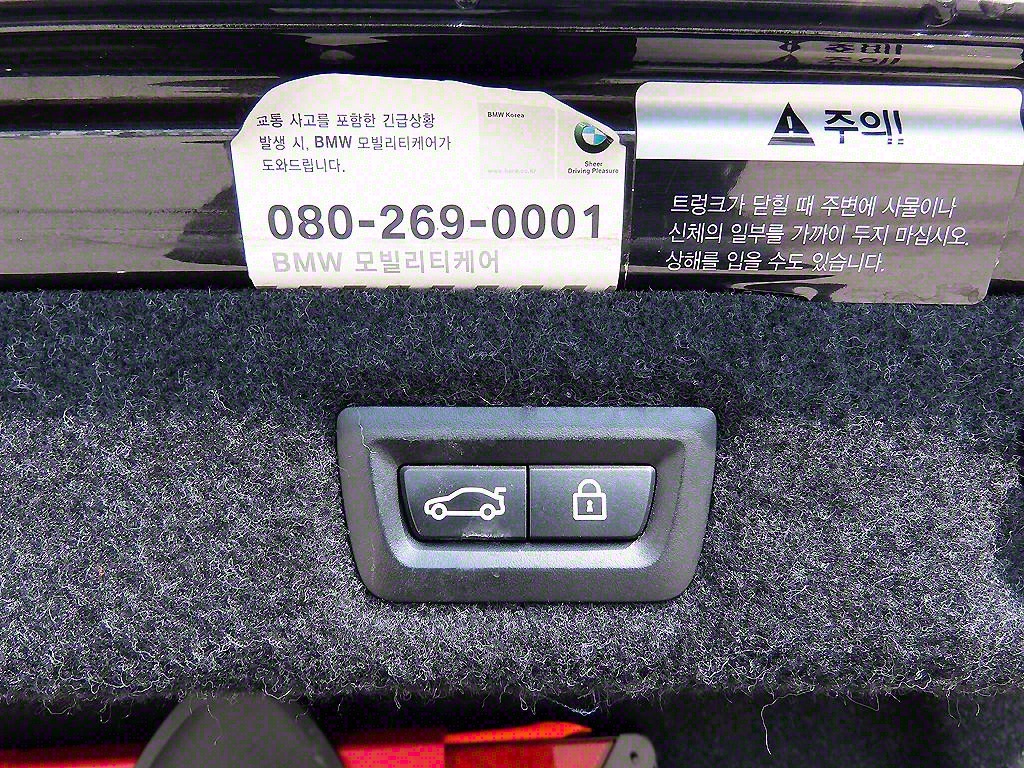 교통 사고를 포함한 긴급상황
발생 시, BMW 모빌리티케어가
도와드립니다.
BMW Korea
www.bmw.co.kr
Sheer
Driving Pleasure
080-269-0001
BMW 모빌리티케어
주의!
트렁크가 닫힐 때 주변에 사물이나
신체의 일부를 가까이 두지 마십시오.
상해를 입을 수도 있습니다.